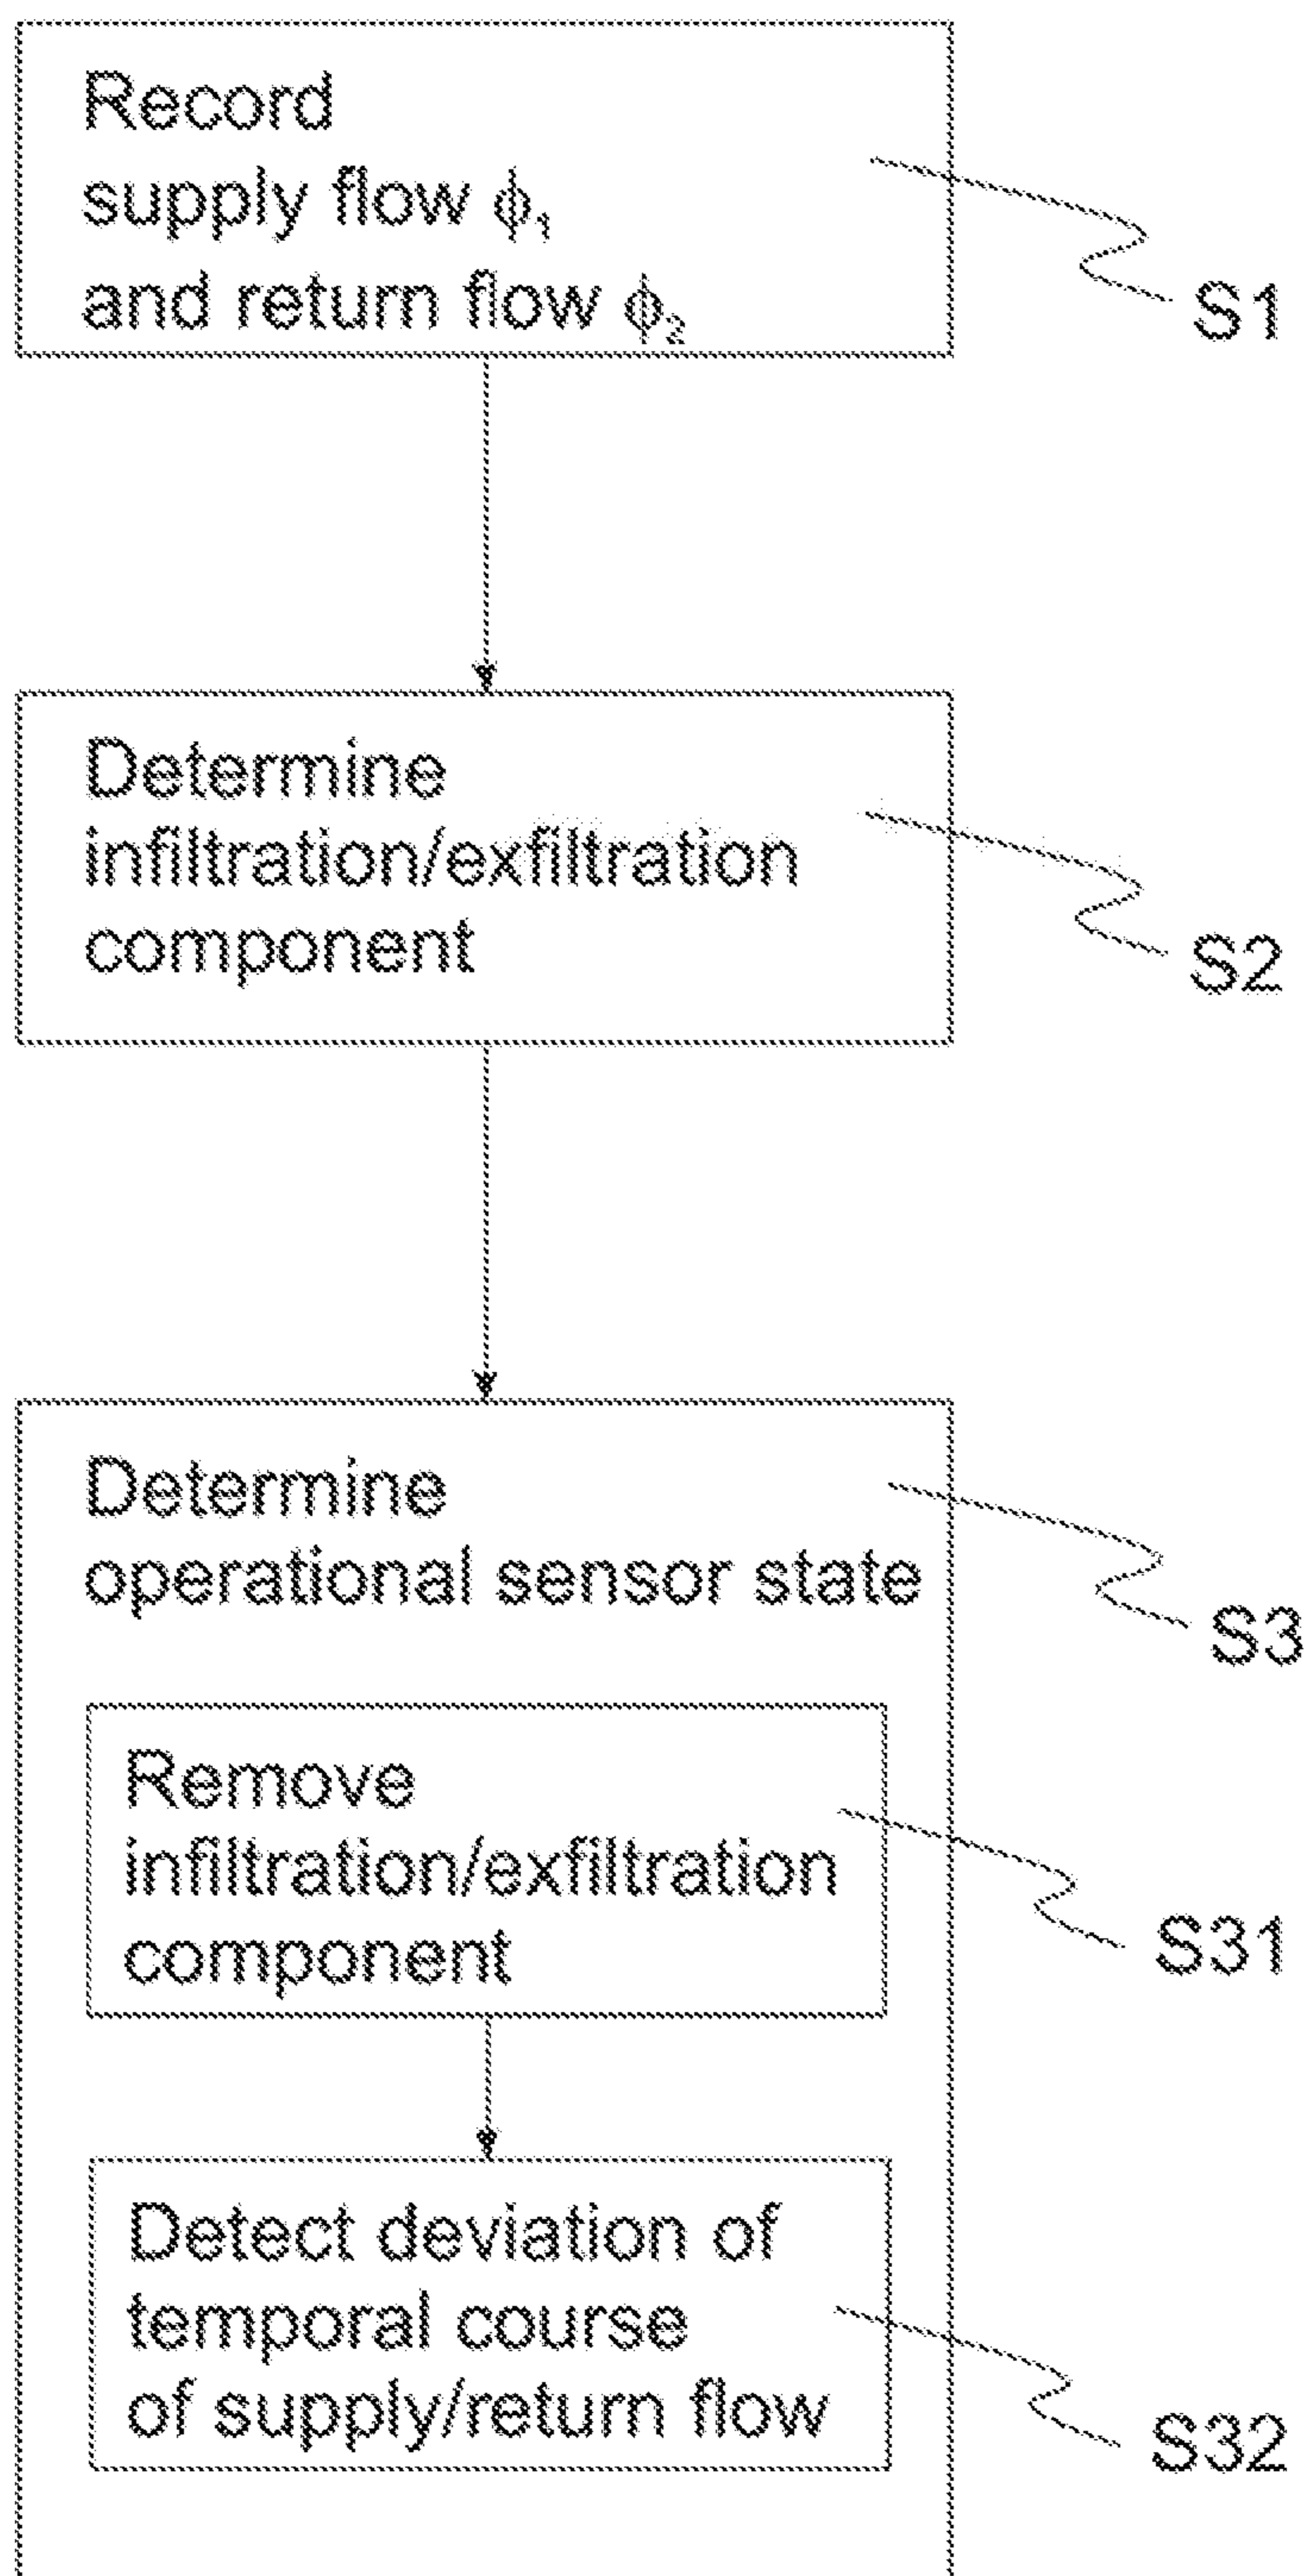 Record
supply flow ϕ₁
and return flow ϕ₂
S1
Determine
infiltration/exfiltration
component
S2
Determine
operational sensor state
S3
Remove
infiltration/exfiltration
component
S31
Detect deviation of
temporal course
of supply/return flow
S32